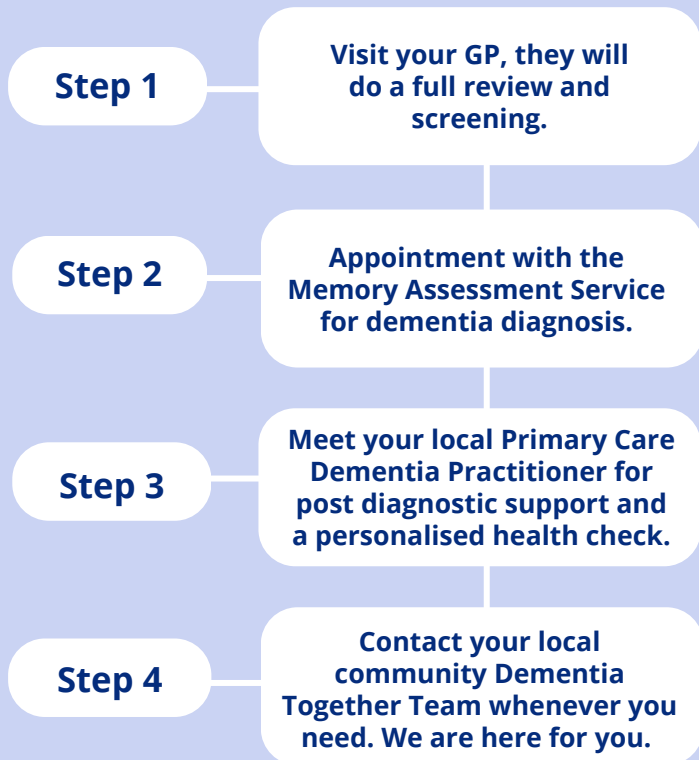 Step 1
Visit your GP, they will
do a full review and
screening.
Step 2
Appointment with the
Memory Assessment Service
for dementia diagnosis.
Step 3
Meet your local Primary Care
Dementia Practitioner for
post diagnostic support and
a personalised health check.
Step 4
Contact your local
community Dementia
Together Team whenever you
need. We are here for you.